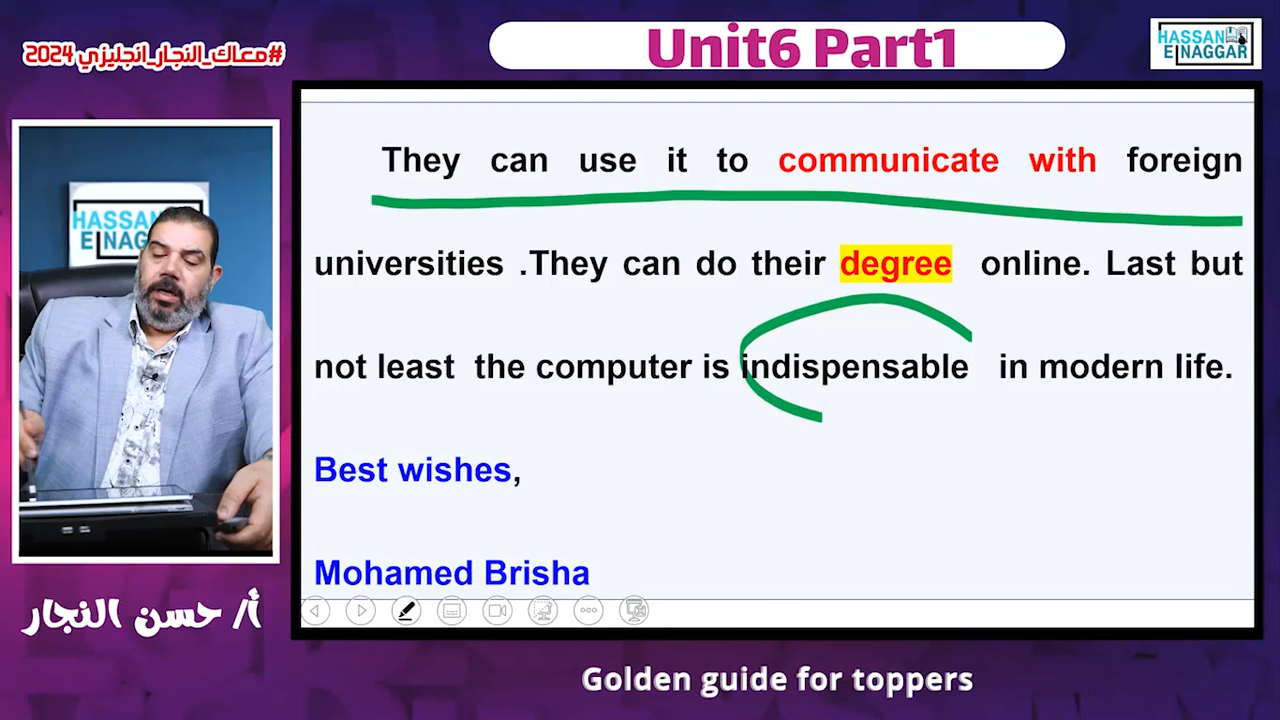 #معاك_النجار_انجليزي 2024
Unit6 Part1
HASSAN
ELNAGGAR
HASSAN
ELNAG
They can use it to communicate with foreign
universities .They can do their degree online. Last but
not least the computer is indispensable in modern life.
Best wishes,
Mohamed Brisha
أ/ حسن النجار
Golden guide for toppers